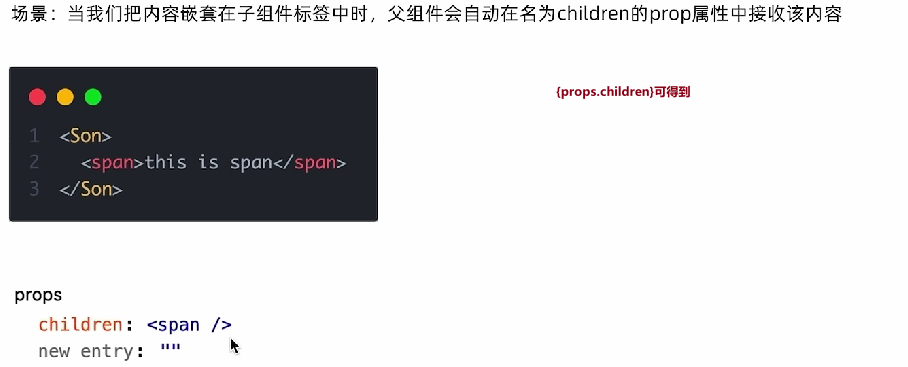 场景：当我们把内容嵌套在子组件标签中时，父组件会自动在名为children的prop属性中接收该内容
{props.children}可得到
1 <Son>
2 <span>this is span</span>
3 </Son>
props
children: <span />
new entry: ""